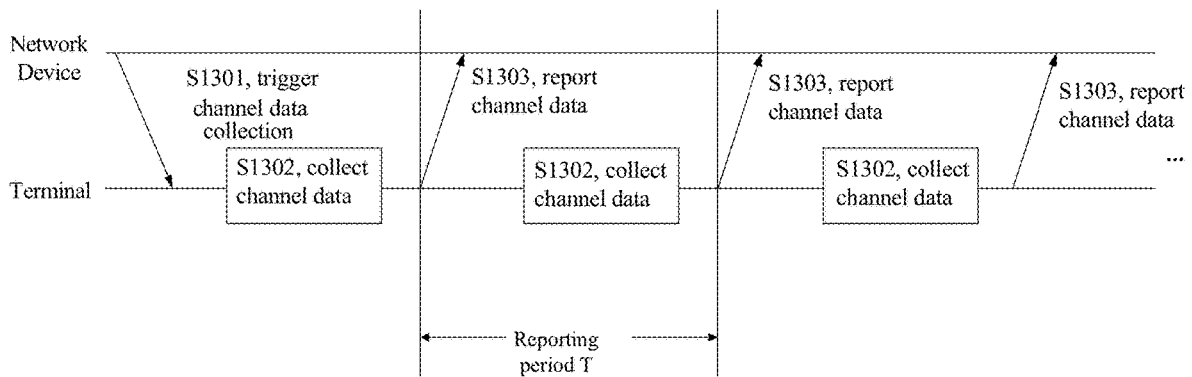 Network
Device
S1301, trigger
channel data
collection
S1303, report
channel data
S1303, report
channel data
S1303, report
channel data
...
Terminal
S1302, collect
channel data
S1302, collect
channel data
S1302, collect
channel data
Reporting
period T